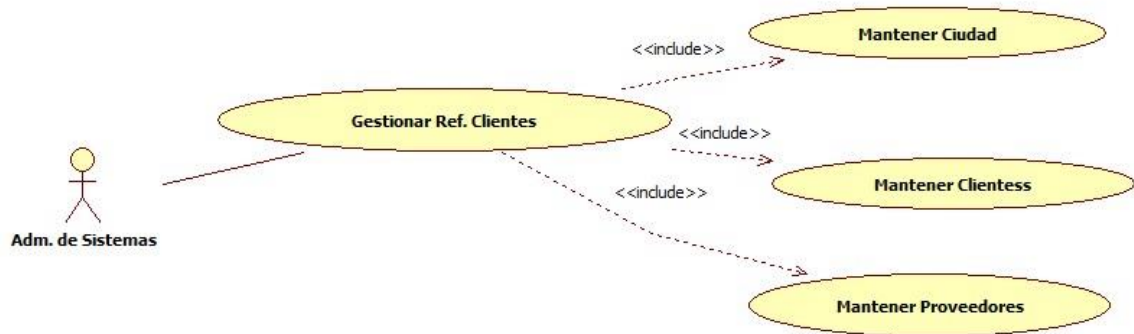 Mantener Ciudad
<<include>>
Gestionar Ref. Clientes
<<include>>
Mantener Clientess
<<include>>
Adm. de Sistemas
Mantener Proveedores